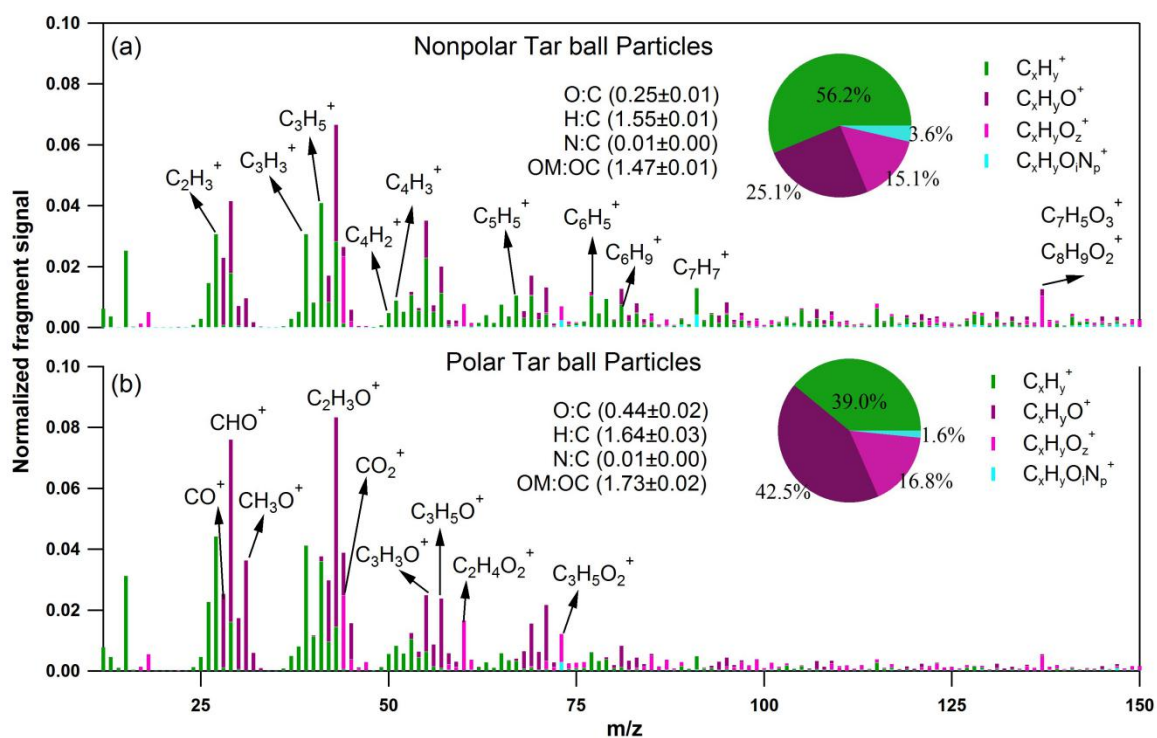 Normalized fragment signal
0.10
0.08
0.06
0.04
0.02
0.00
(a)
Nonpolar Tar ball Particles
O:C (0.25±0.01)
H:C (1.55±0.01)
N:C (0.01±0.00)
OM:OC (1.47±0.01)
56.2%
3.6%
15.1%
25.1%
CxHy+
CxHyO+
CxHyOz+
CxHyOiNp+
C2H3+
C3H3+
C3H5+
C4H2+
C4H3+
C5H5+
C6H5+
C6H9+
C7H7+
C7H5O3+
C8H9O2+
0.10
0.08
0.06
0.04
0.02
0.00
(b)
Polar Tar ball Particles
O:C (0.44±0.02)
H:C (1.64±0.03)
N:C (0.01±0.00)
OM:OC (1.73±0.02)
39.0%
1.6%
16.8%
42.5%
CxHy+
CxHyO+
CxHyOz+
CxHyOiNp+
CO+
CHO+
CH3O+
C2H3O+
CO2+
C3H3O+
C3H5O+
C2H4O2+
C3H5O2+
25
50
75
100
125
150
m/z